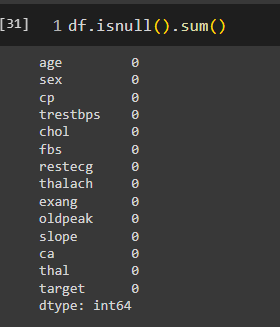 [31] 1 df.isnull().sum()
age 0
sex 0
cp 0
trestbps 0
chol 0
fbs 0
restecg 0
thalach 0
exang 0
oldpeak 0
slope 0
ca 0
thal 0
target 0
dtype: int64